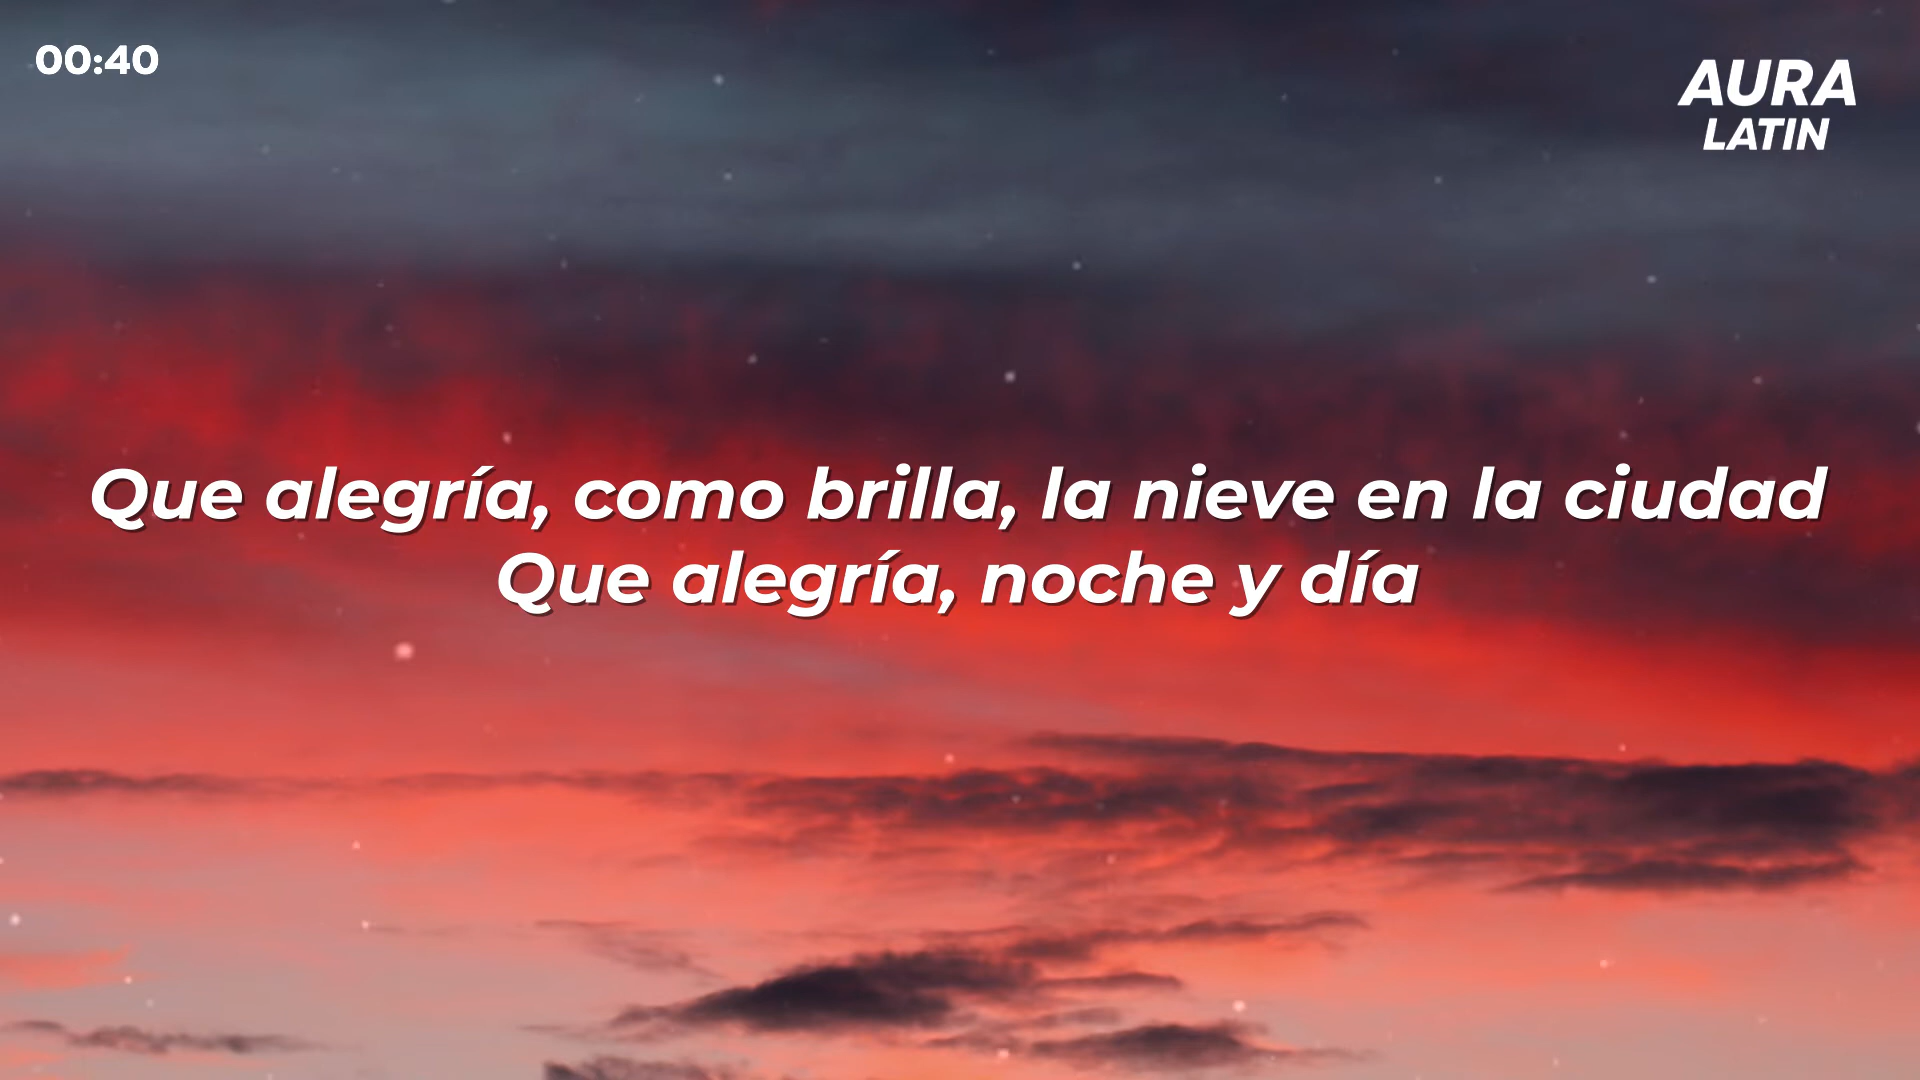 00:40
AURA
LATIN
Que alegría, como brilla, la nieve en la ciudad
Que alegría, noche y día